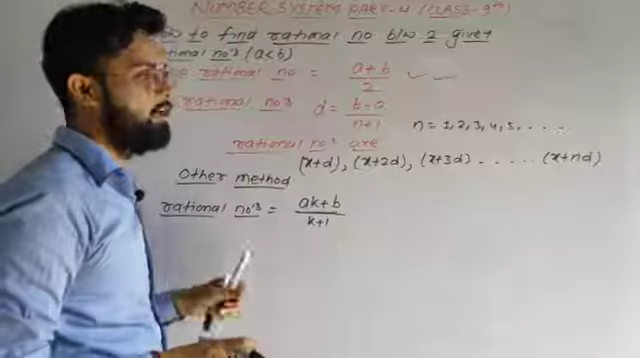 NUMBER SYSTEM PART-4 (CLASS-9th)
to find rational no b/w 2 given
no's (a<b)
rational no = a+b/2 ✓ ✓
rational no's d = b-a/n+1 n = 1,2,3,4,5, . . . .
rational no's are
(x+d), (x+2d), (x+3d) . . . . . . (x+nd)
Other method
rational no's = ak+b/k+1